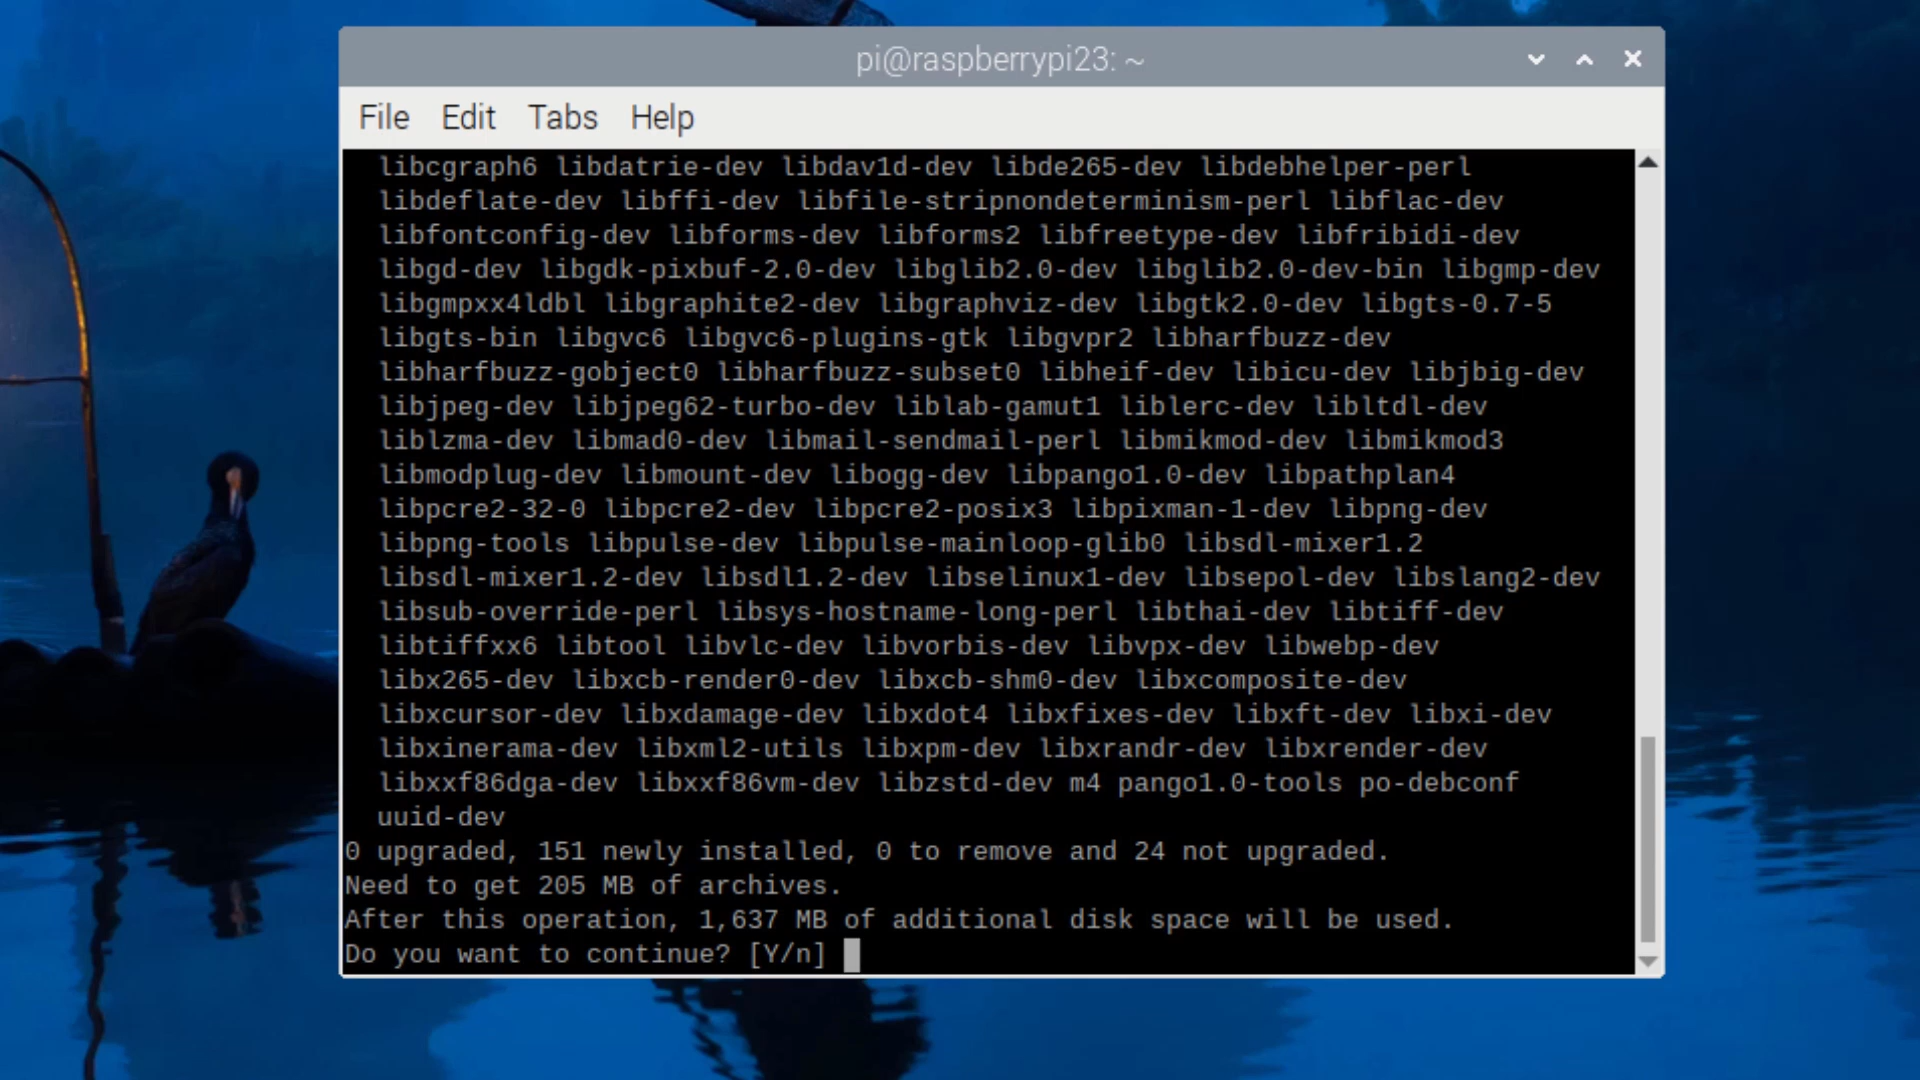 pi@raspberrypi23: ~
File Edit Tabs Help
libcgraph6 libdatrie-dev libdav1d-dev libde265-dev libdebhelper-perl
libdeflate-dev libffi-dev libfile-stripnondeterminism-perl libflac-dev
libfontconfig-dev libforms-dev libforms2 libfreetype-dev libfribidi-dev
libgd-dev libgdk-pixbuf-2.0-dev libglib2.0-dev libglib2.0-dev-bin libgmp-dev
libgmpxx4ldbl libgraphite2-dev libgraphviz-dev libgtk2.0-dev libgts-0.7-5
libgts-bin libgvc6 libgvc6-plugins-gtk libgvpr2 libharfbuzz-dev
libharfbuzz-gobject0 libharfbuzz-subset0 libheif-dev libicu-dev libjbig-dev
libjpeg-dev libjpeg62-turbo-dev liblab-gamut1 liblerc-dev libltdl-dev
liblzma-dev libmad0-dev libmail-sendmail-perl libmikmod-dev libmikmod3
libmodplug-dev libmount-dev libogg-dev libpango1.0-dev libpathplan4
libpcre2-32-0 libpcre2-dev libpcre2-posix3 libpixman-1-dev libpng-dev
libpng-tools libpulse-dev libpulse-mainloop-glib0 libsdl-mixer1.2
libsdl-mixer1.2-dev libsdl1.2-dev libselinux1-dev libsepol-dev libslang2-dev
libsub-override-perl libsys-hostname-long-perl libthai-dev libtiff-dev
libtiffxx6 libtool libvlc-dev libvorbis-dev libvpx-dev libwebp-dev
libx265-dev libxcb-render0-dev libxcb-shm0-dev libxcomposite-dev
libxcursor-dev libxdamage-dev libxdot4 libxfixes-dev libxft-dev libxi-dev
libxinerama-dev libxml2-utils libxpm-dev libxrandr-dev libxrender-dev
libxxf86dga-dev libxxf86vm-dev libzstd-dev m4 pango1.0-tools po-debconf
uuid-dev
0 upgraded, 151 newly installed, 0 to remove and 24 not upgraded.
Need to get 205 MB of archives.
After this operation, 1,637 MB of additional disk space will be used.
Do you want to continue? [Y/n]